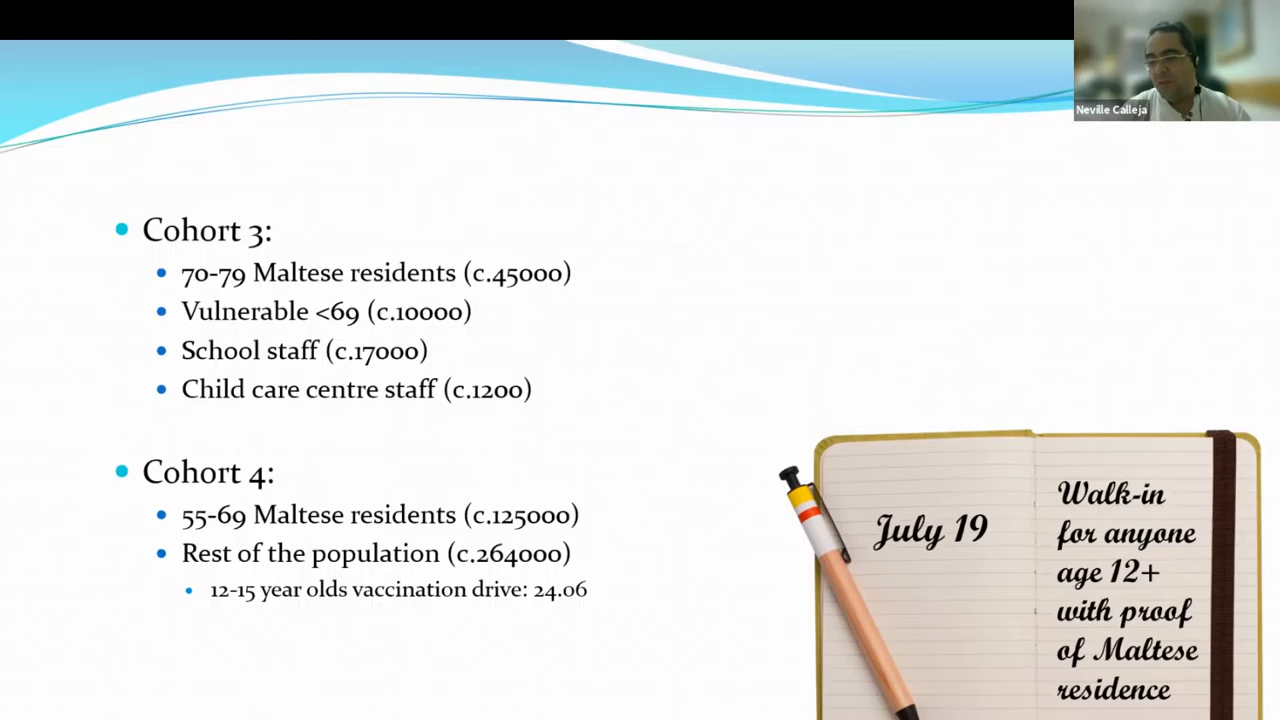 Neville Calleja
• Cohort 3:
• 70-79 Maltese residents (c.45000)
• Vulnerable <69 (c.10000)
• School staff (c.17000)
• Child care centre staff (c.1200)
• Cohort 4:
• 55-69 Maltese residents (c.125000)
• Rest of the population (c.264000)
• 12-15 year olds vaccination drive: 24.06
July 19
Walk-in
for anyone
age 12+
with proof
of Maltese
residence